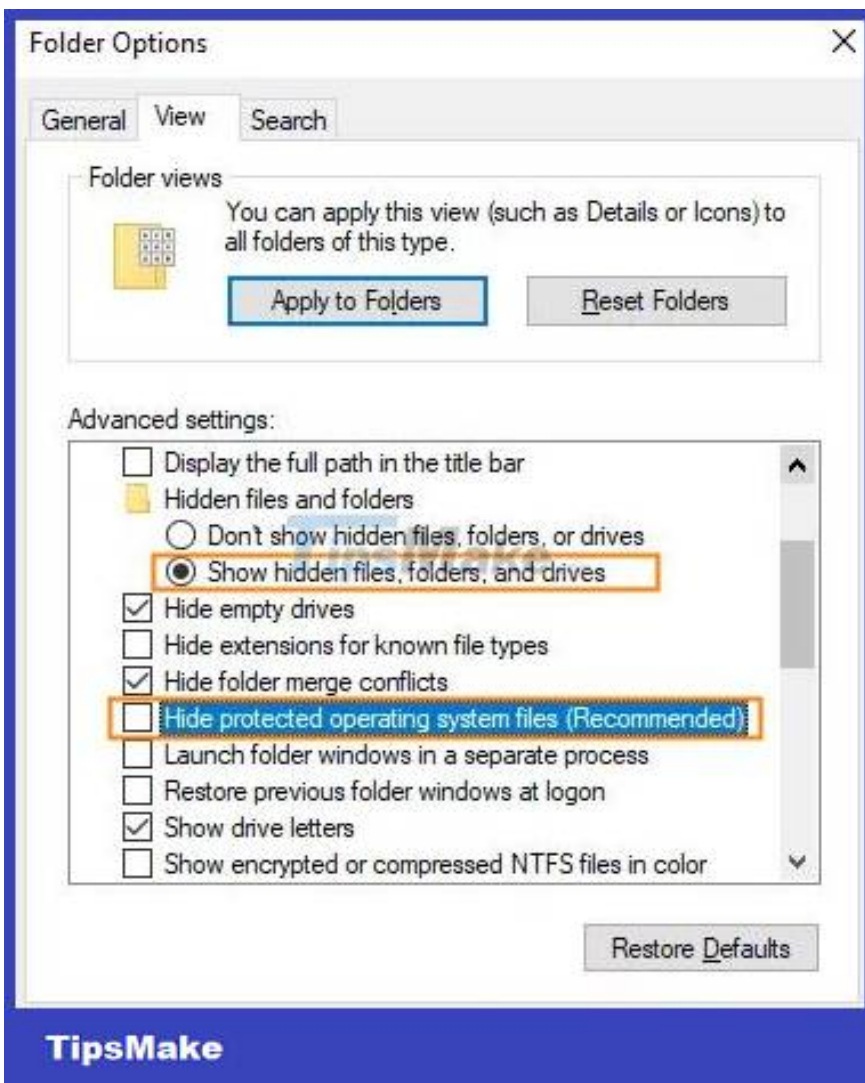 Folder Options
General View Search
Folder views
You can apply this view (such as Details or Icons) to
all folders of this type.
Apply to Folders Reset Folders
Advanced settings:
Display the full path in the title bar
Hidden files and folders
Don't show hidden files, folders, or drives
TipsMake
Show hidden files, folders, and drives
Hide empty drives
Hide extensions for known file types
Hide folder merge conflicts
Hide protected operating system files (Recommended)
Launch folder windows in a separate process
Restore previous folder windows at logon
Show drive letters
Show encrypted or compressed NTFS files in color
Restore Defaults
TipsMake